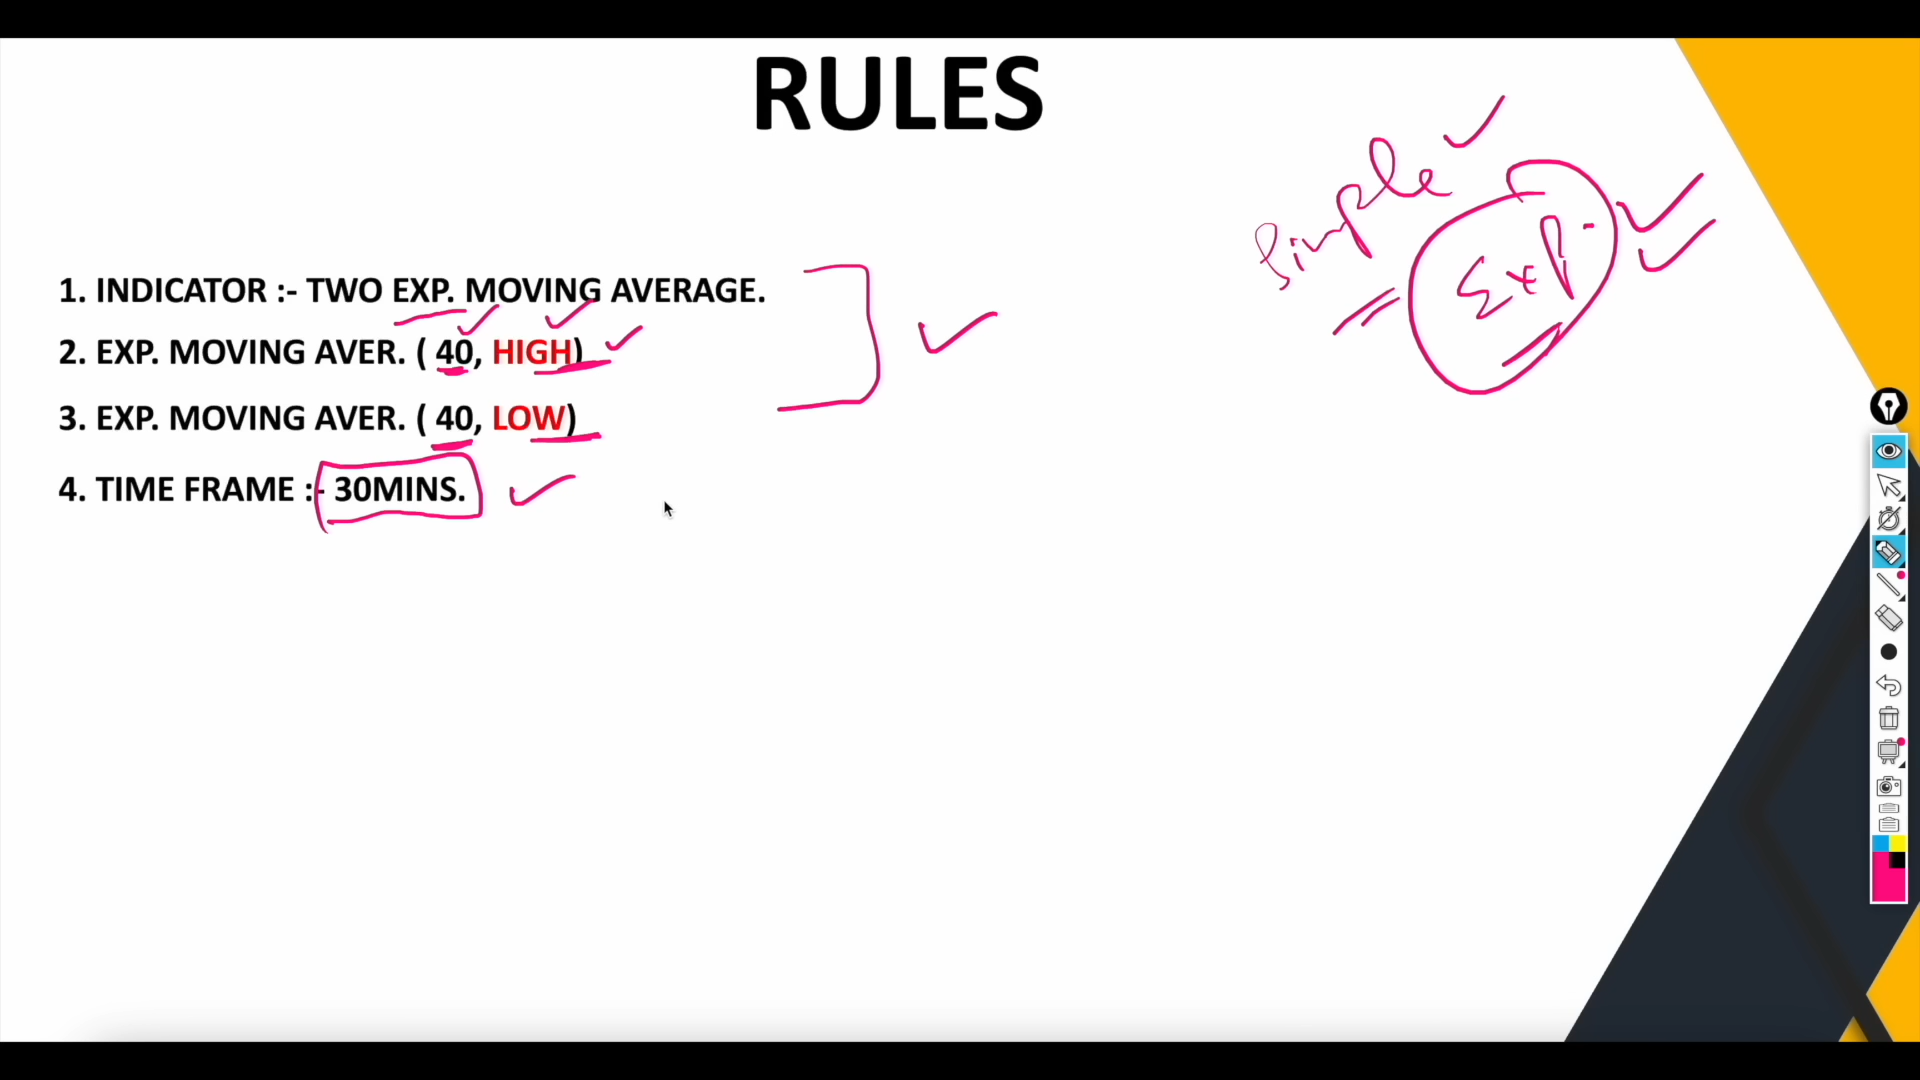 RULES
simple
Exp.
1. INDICATOR :- TWO EXP. MOVING AVERAGE.
2. EXP. MOVING AVER. ( 40, HIGH)
3. EXP. MOVING AVER. ( 40, LOW)
4. TIME FRAME :- 30MINS.